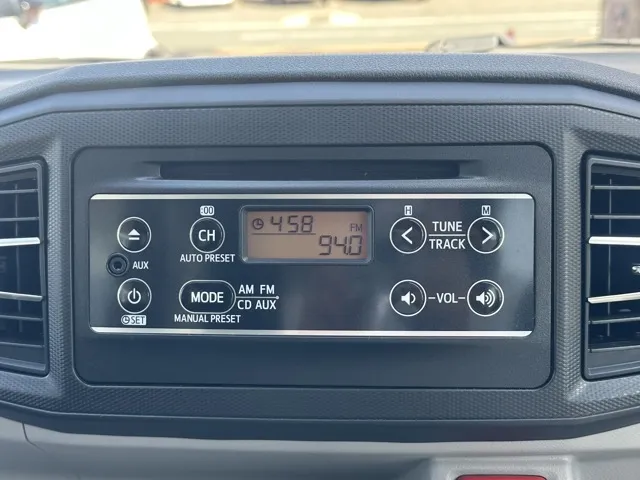 :00
H
M
4:58
FM
94.0
CH
AUTO PRESET
TUNE
TRACK
AUX
MODE
AM FM
CD AUX
MANUAL PRESET
-VOL-
SET